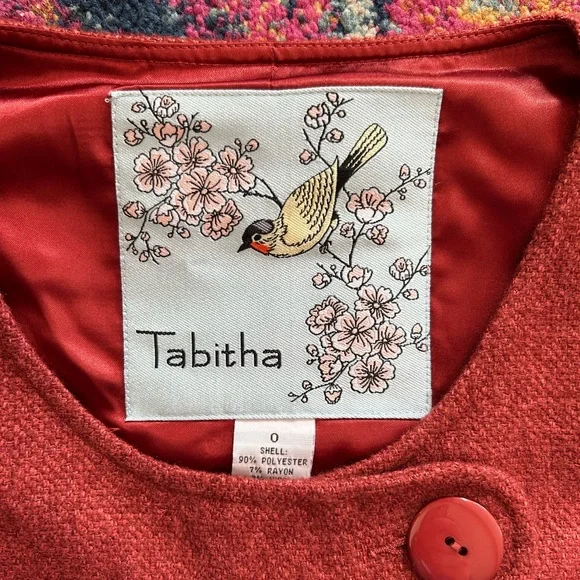 Tabitha
0
SHELL:
90% POLYESTER
7% RAYON